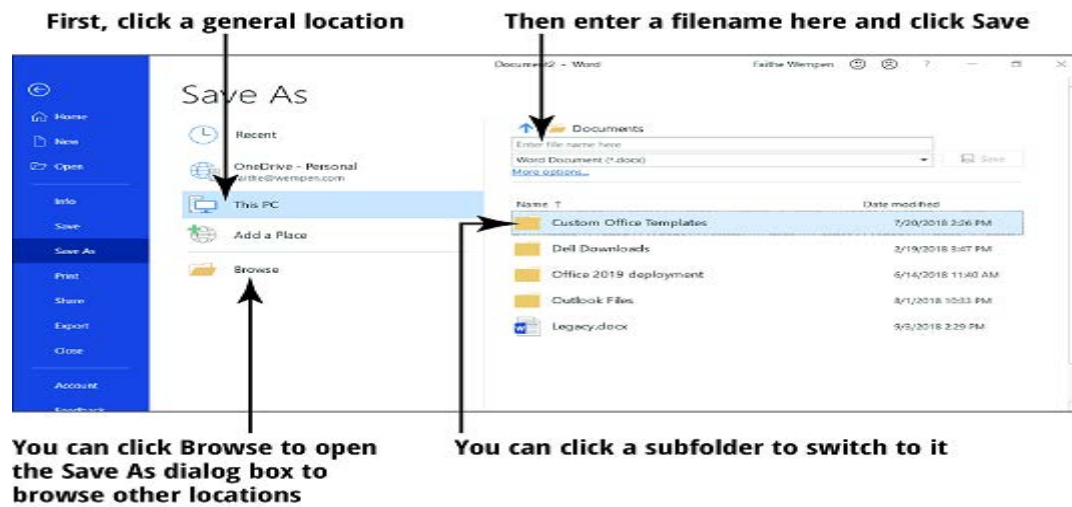 First, click a general location
Then enter a filename here and click Save
Document2 - Word
Faithe Wempen
?
Save As
Home
New
Open
Info
Save
Save As
Print
Share
Export
Close
Account
Feedback
Recent
OneDrive - Personal
faithe@wempen.com
This PC
Add a Place
Browse
Documents
Enter file name here
Word Document (*.docx)
Save
More options...
Name ↑ Date modified
Custom Office Templates 7/20/2018 2:26 PM
Dell Downloads 2/19/2018 3:47 PM
Office 2019 deployment 6/14/2018 11:40 AM
Outlook Files 8/1/2018 10:33 PM
Legacy.docx 9/3/2018 2:29 PM
You can click Browse to open
the Save As dialog box to
browse other locations
You can click a subfolder to switch to it